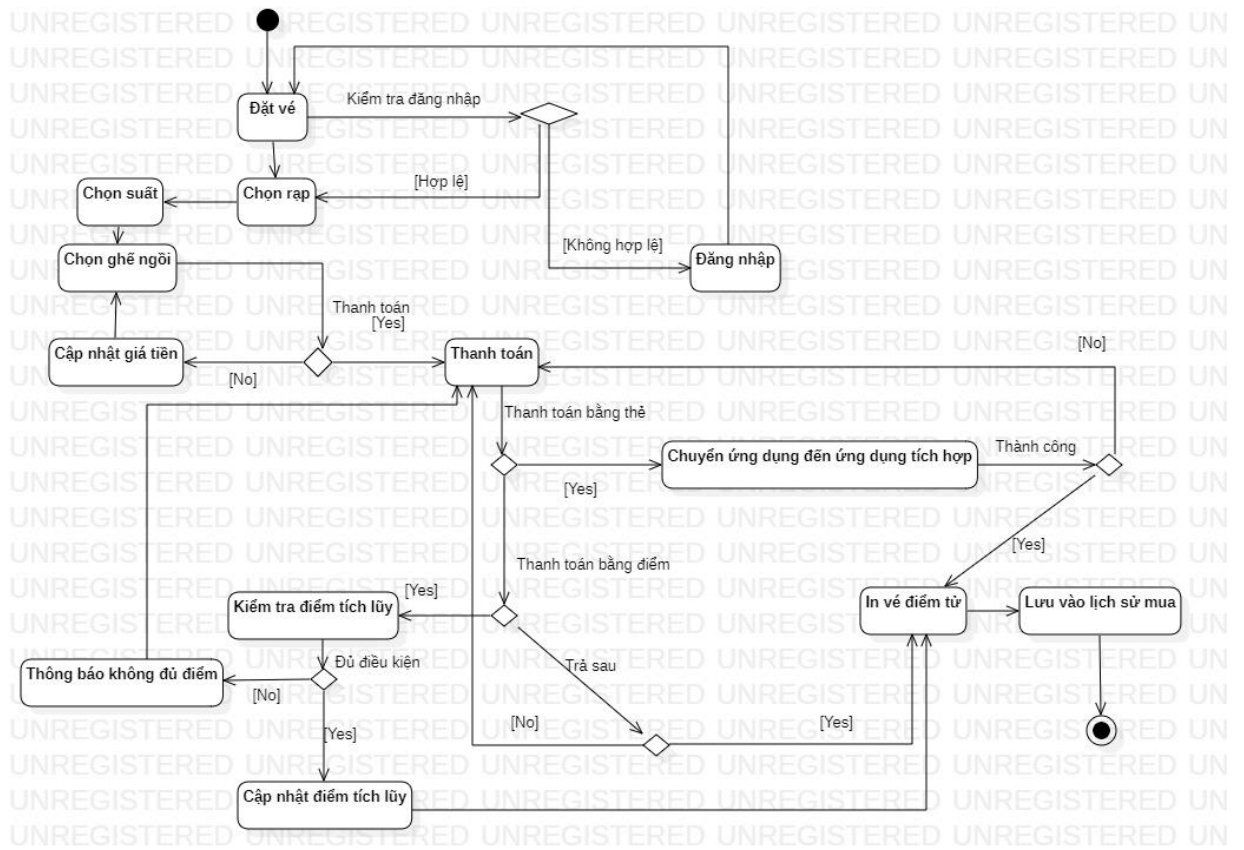 Đặt vé
Kiểm tra đăng nhập
[Hợp lệ]
Chọn suất
Chọn rạp
[Không hợp lệ]
Đăng nhập
Chọn ghế ngồi
Thanh toán
[Yes]
Cập nhật giá tiền
[No]
Thanh toán
[No]
Thanh toán bằng thẻ
Chuyển ứng dụng đến ứng dụng tích hợp
Thành công
[Yes]
[Yes]
Thanh toán bằng điểm
[Yes]
Kiểm tra điểm tích lũy
In vé điểm tử
Lưu vào lịch sử mua
Đủ điều kiện
Trả sau
Thông báo không đủ điểm
[No]
[No]
[Yes]
[Yes]
Cập nhật điểm tích lũy
UNREGISTERED